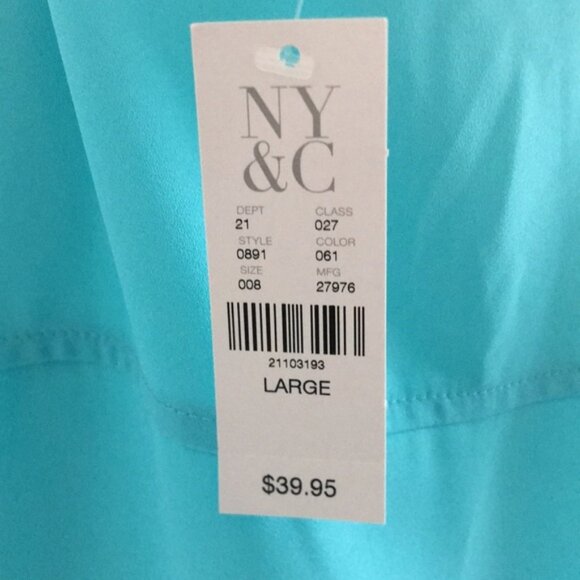 NY
&C
DEPT CLASS
21 027
STYLE COLOR
0891 061
SIZE MFG
008 27976
21103193
LARGE
$39.95